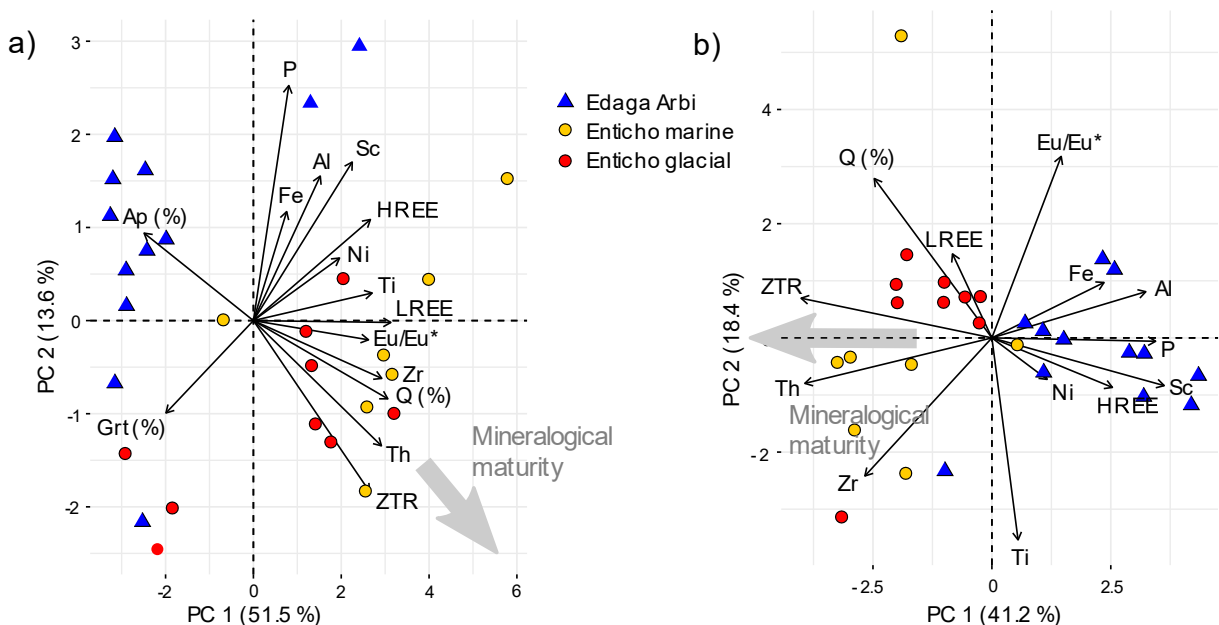 a)
3
2
1
0
-1
-2
-2
0
2
4
6
PC 1 (51.5 %)
PC 2 (13.6 %)
P
Al
Sc
Fe
HREE
Ap (%)
Ni
Ti
LREE
Eu/Eu*
Zr
Q (%)
Grt (%)
Th
ZTR
Mineralogical
maturity
Edaga Arbi
Enticho marine
Enticho glacial
b)
4
2
0
-2
-2.5
0
2.5
PC 1 (41.2 %)
PC 2 (18.4 %)
Eu/Eu*
Q (%)
LREE
Fe
ZTR
Al
P
Th
Ni
Sc
HREE
Mineralogical
maturity
Zr
Ti